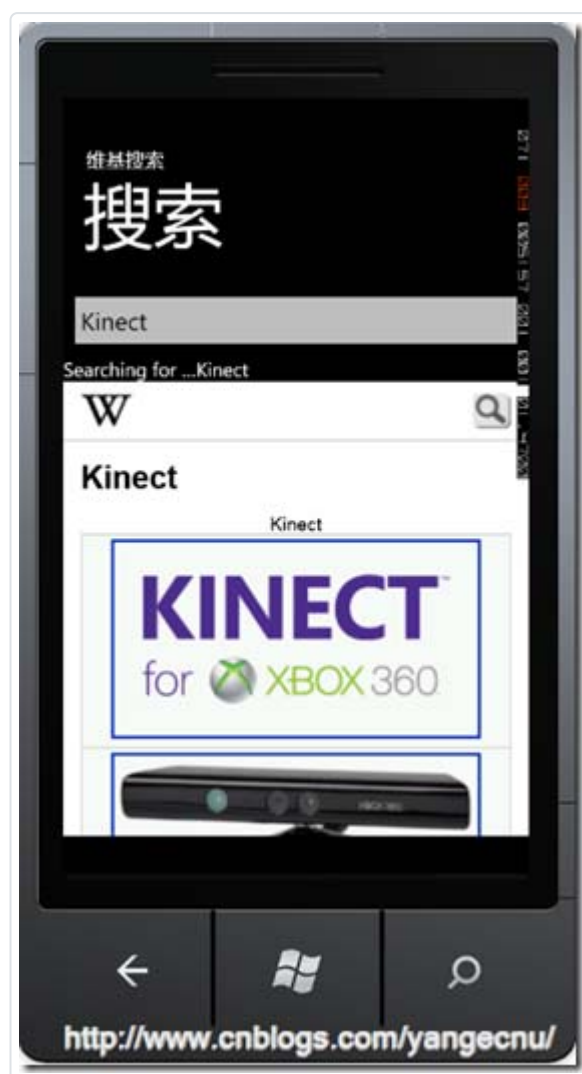 维基搜索
搜索
Kinect
Searching for ...Kinect
W
Kinect
Kinect
KINECT™
for XBOX 360
XBOX 360
http://www.cnblogs.com/yangecnu/